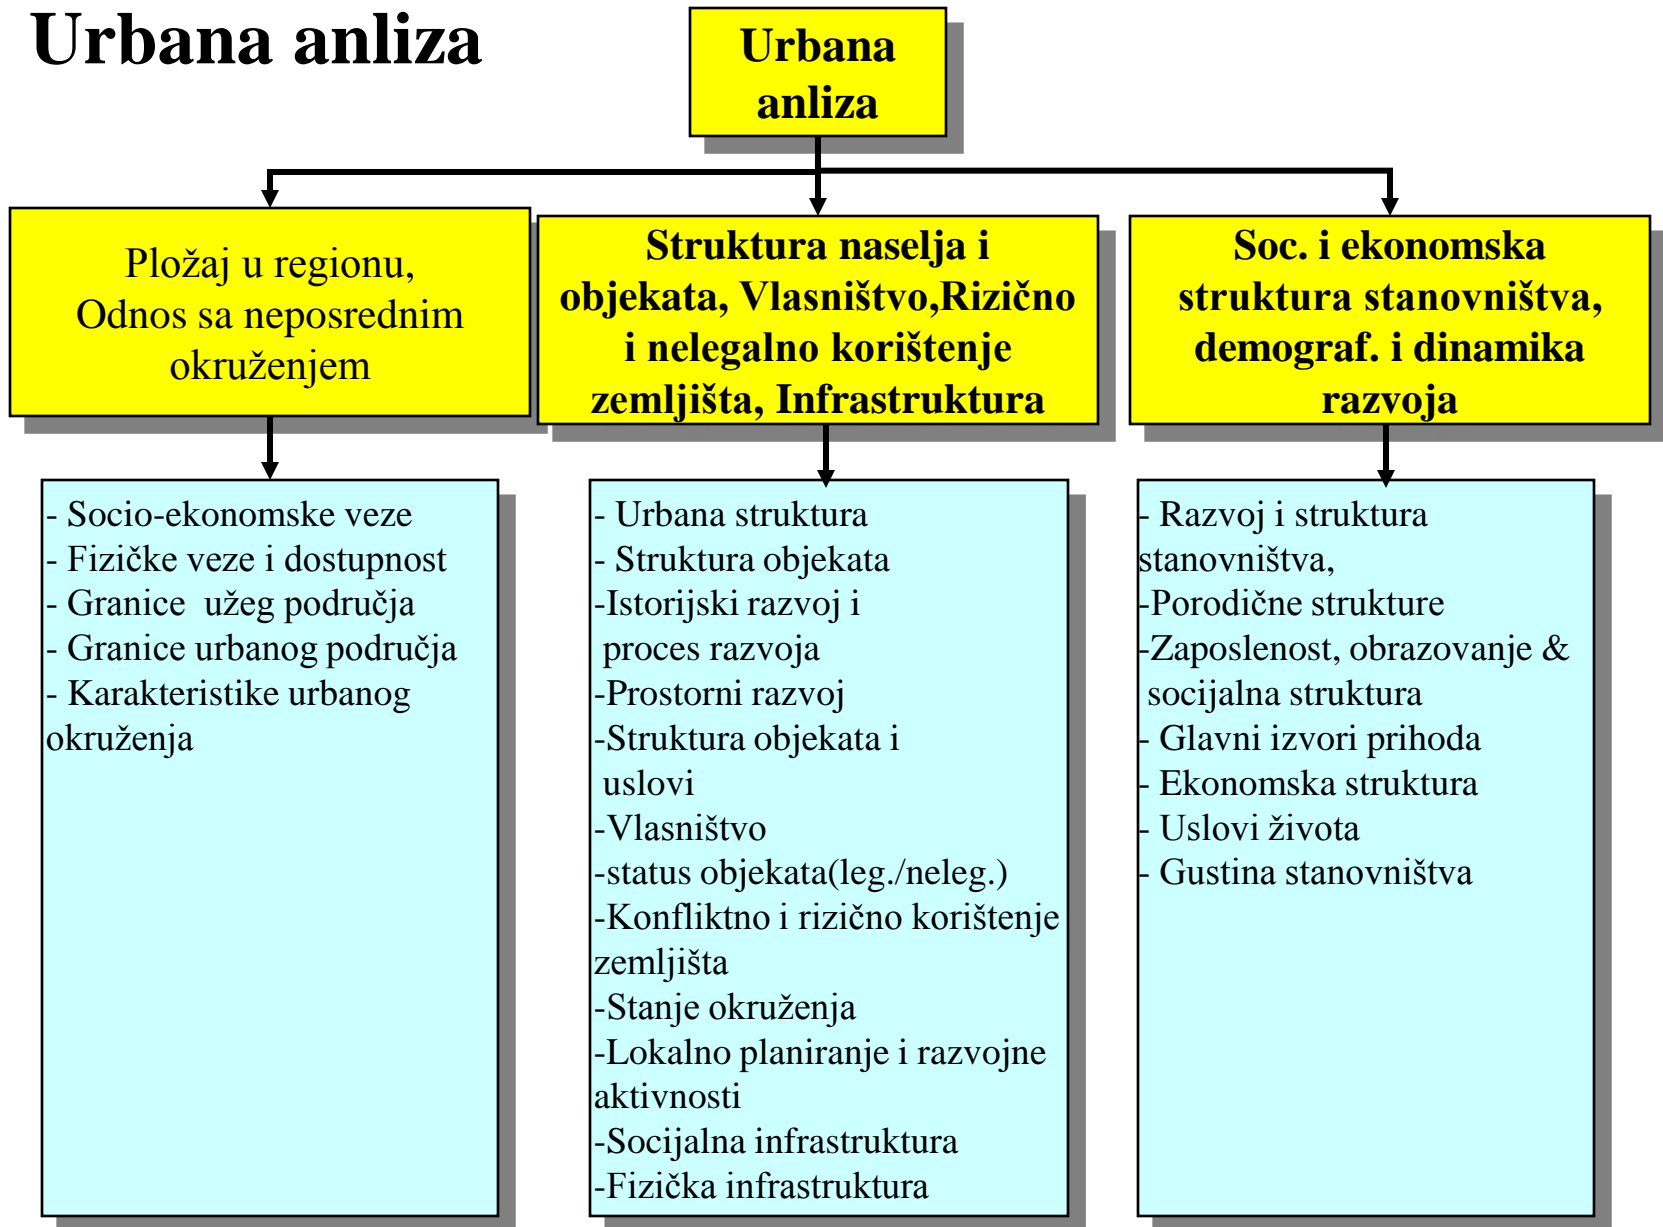 Urbana anliza
Urbana
anliza
Pložaj u regionu,
Odnos sa neposrednim
okruženjem
Struktura naselja i
objekata, Vlasništvo,Rizično
i nelegalno korištenje
zemljišta, Infrastruktura
Soc. i ekonomska
struktura stanovništva,
demograf. i dinamika
razvoja
- Socio-ekonomske veze
- Fizičke veze i dostupnost
- Granice užeg područja
- Granice urbanog područja
- Karakteristike urbanog
okruženja
- Urbana struktura
- Struktura objekata
-Istorijski razvoj i
proces razvoja
-Prostorni razvoj
-Struktura objekata i
uslovi
-Vlasništvo
-status objekata(leg./neleg.)
-Konfliktno i rizično korištenje
zemljišta
-Stanje okruženja
-Lokalno planiranje i razvojne
aktivnosti
-Socijalna infrastruktura
-Fizička infrastruktura
- Razvoj i struktura
stanovništva,
-Porodične strukture
-Zaposlenost, obrazovanje &
socijalna struktura
- Glavni izvori prihoda
- Ekonomska struktura
- Uslovi života
- Gustina stanovništva